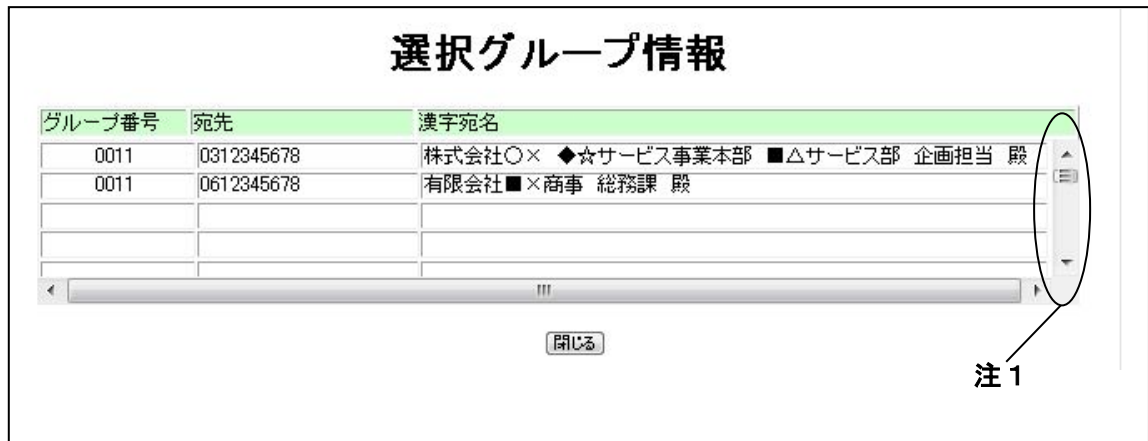 選択グループ情報
グループ番号 宛先 漢字宛名
0011 0312345678 株式会社○× ◆☆サービス事業本部 ■△サービス部 企画担当 殿
0011 0612345678 有限会社■×商事 総務課 殿
閉じる
注1